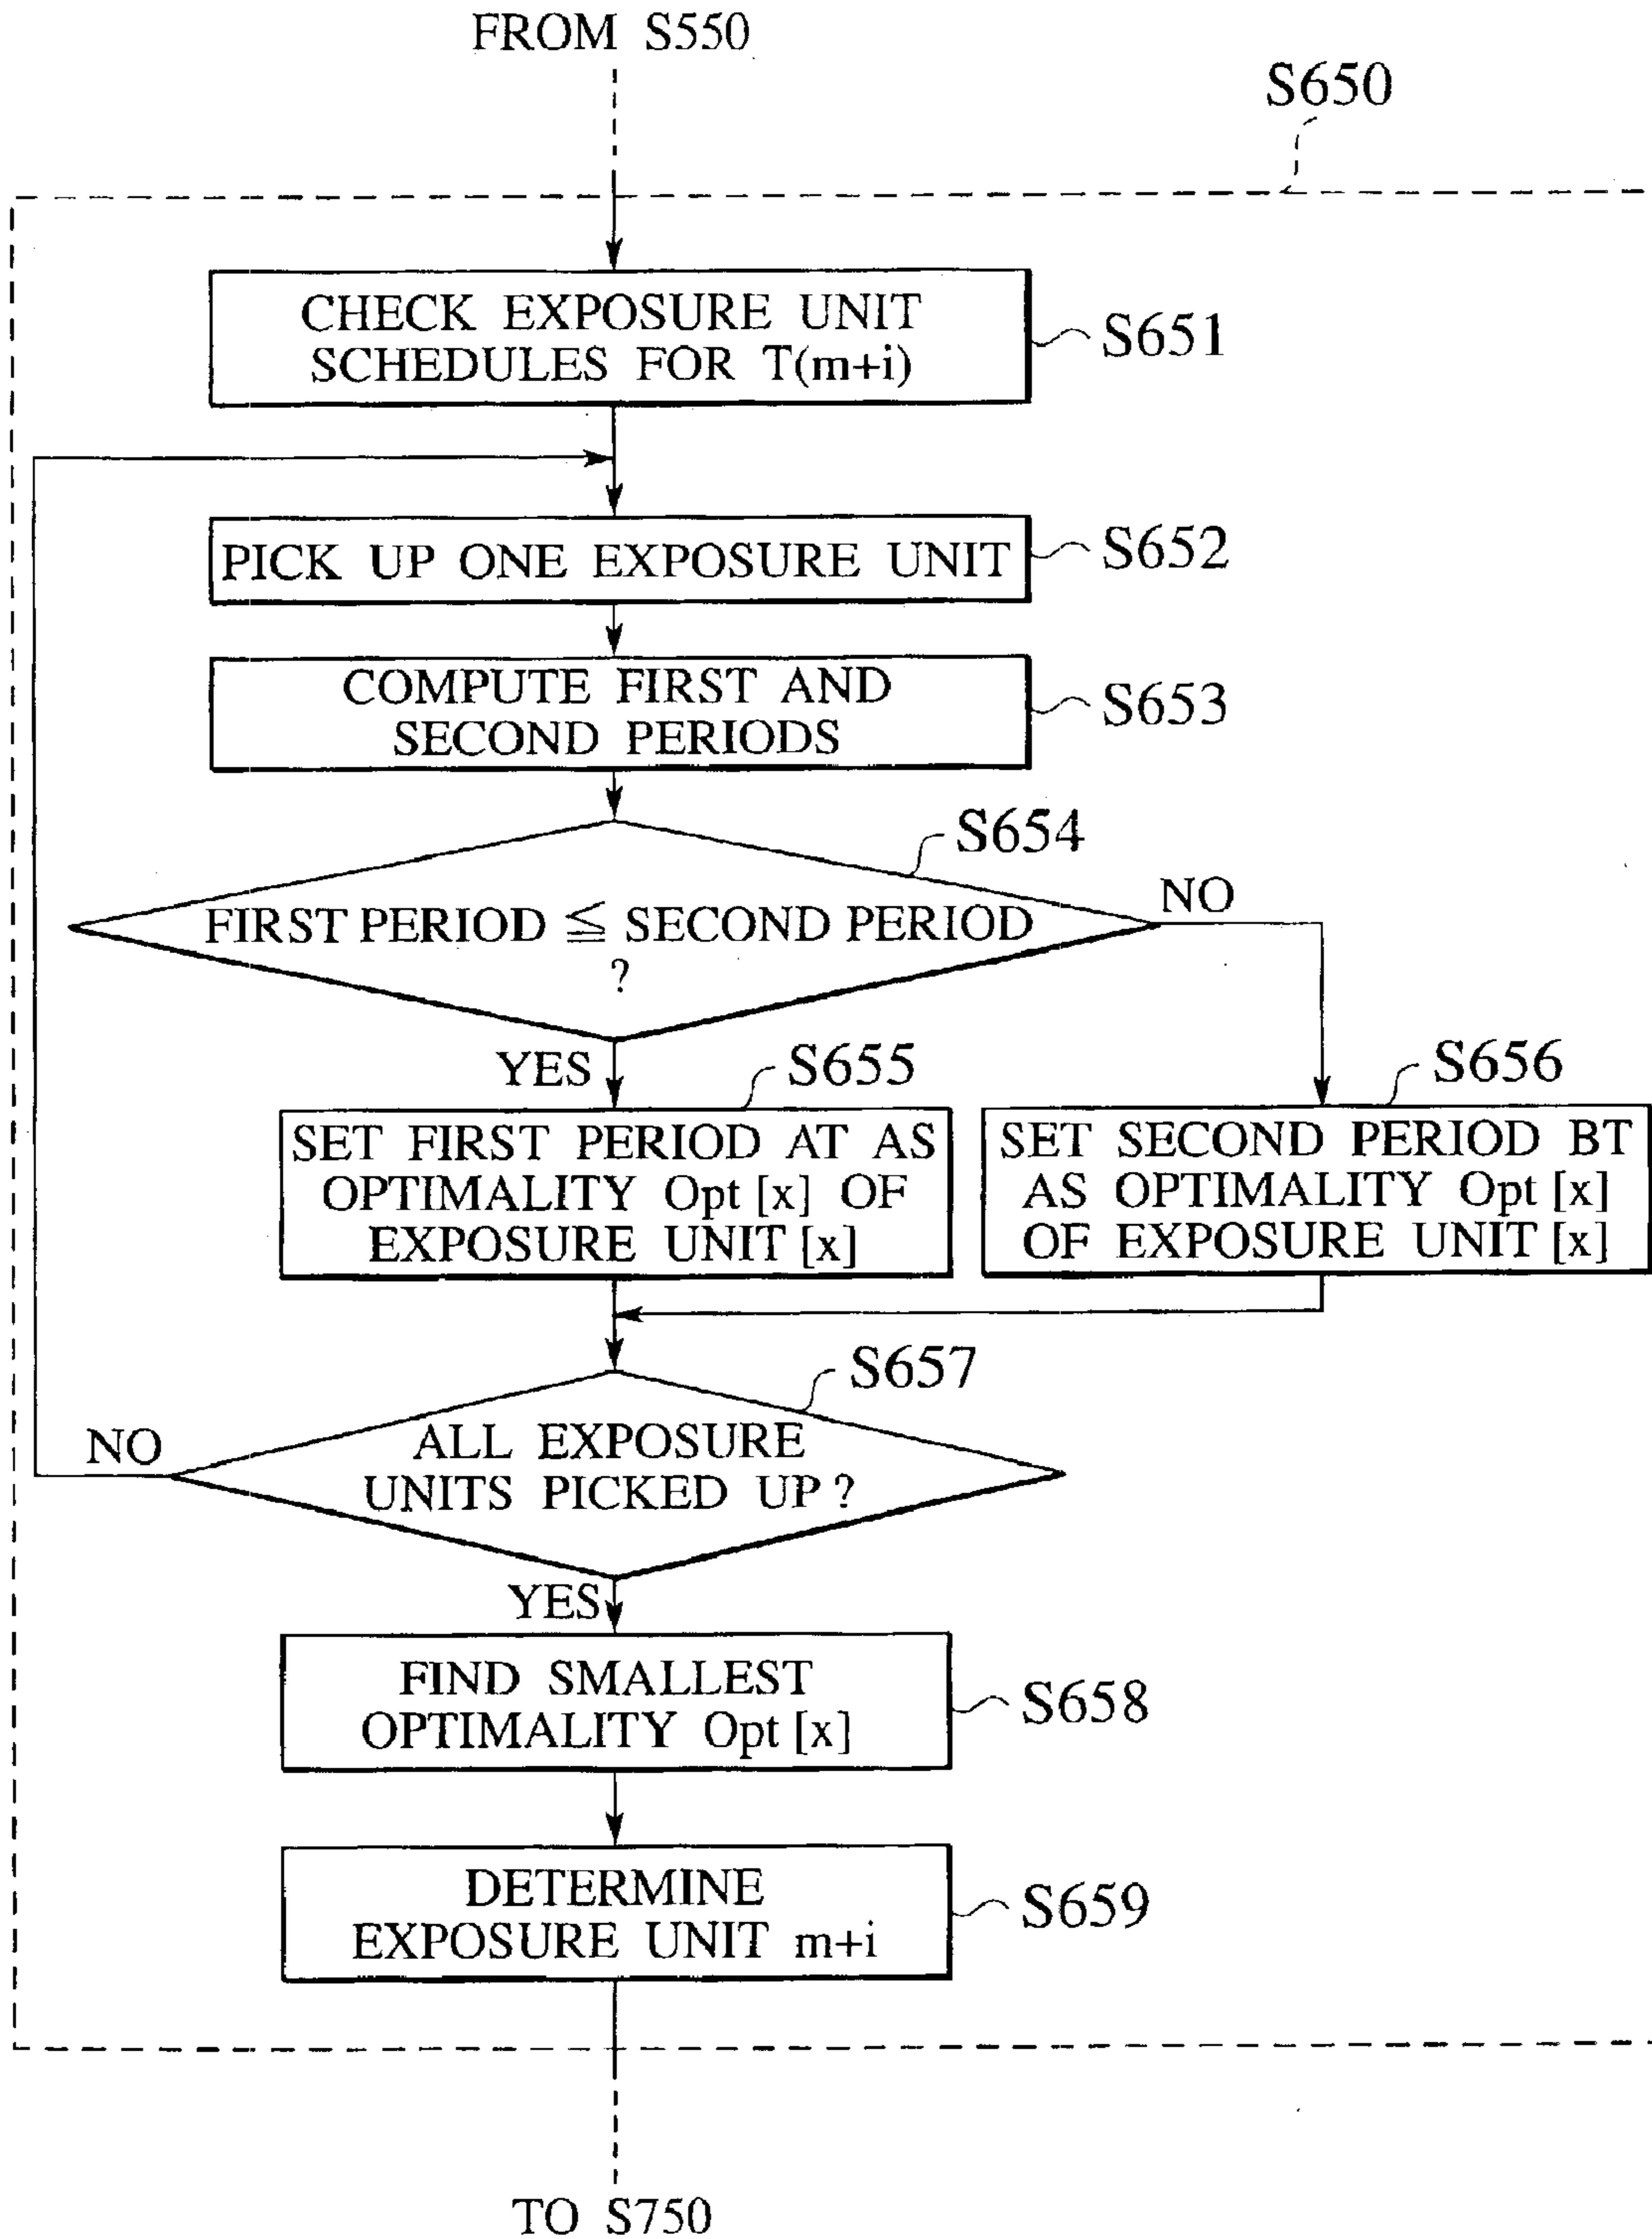 FROM S550
S650
CHECK EXPOSURE UNIT
SCHEDULES FOR T(m+i)
S651
PICK UP ONE EXPOSURE UNIT
S652
COMPUTE FIRST AND
SECOND PERIODS
S653
S654
FIRST PERIOD ≦ SECOND PERIOD
?
NO
YES
S655
SET FIRST PERIOD AT AS
OPTIMALITY Opt [x] OF
EXPOSURE UNIT [x]
S656
SET SECOND PERIOD BT
AS OPTIMALITY Opt [x]
OF EXPOSURE UNIT [x]
S657
ALL EXPOSURE
UNITS PICKED UP ?
NO
YES
FIND SMALLEST
OPTIMALITY Opt [x]
S658
DETERMINE
EXPOSURE UNIT m+i
S659
TO S750